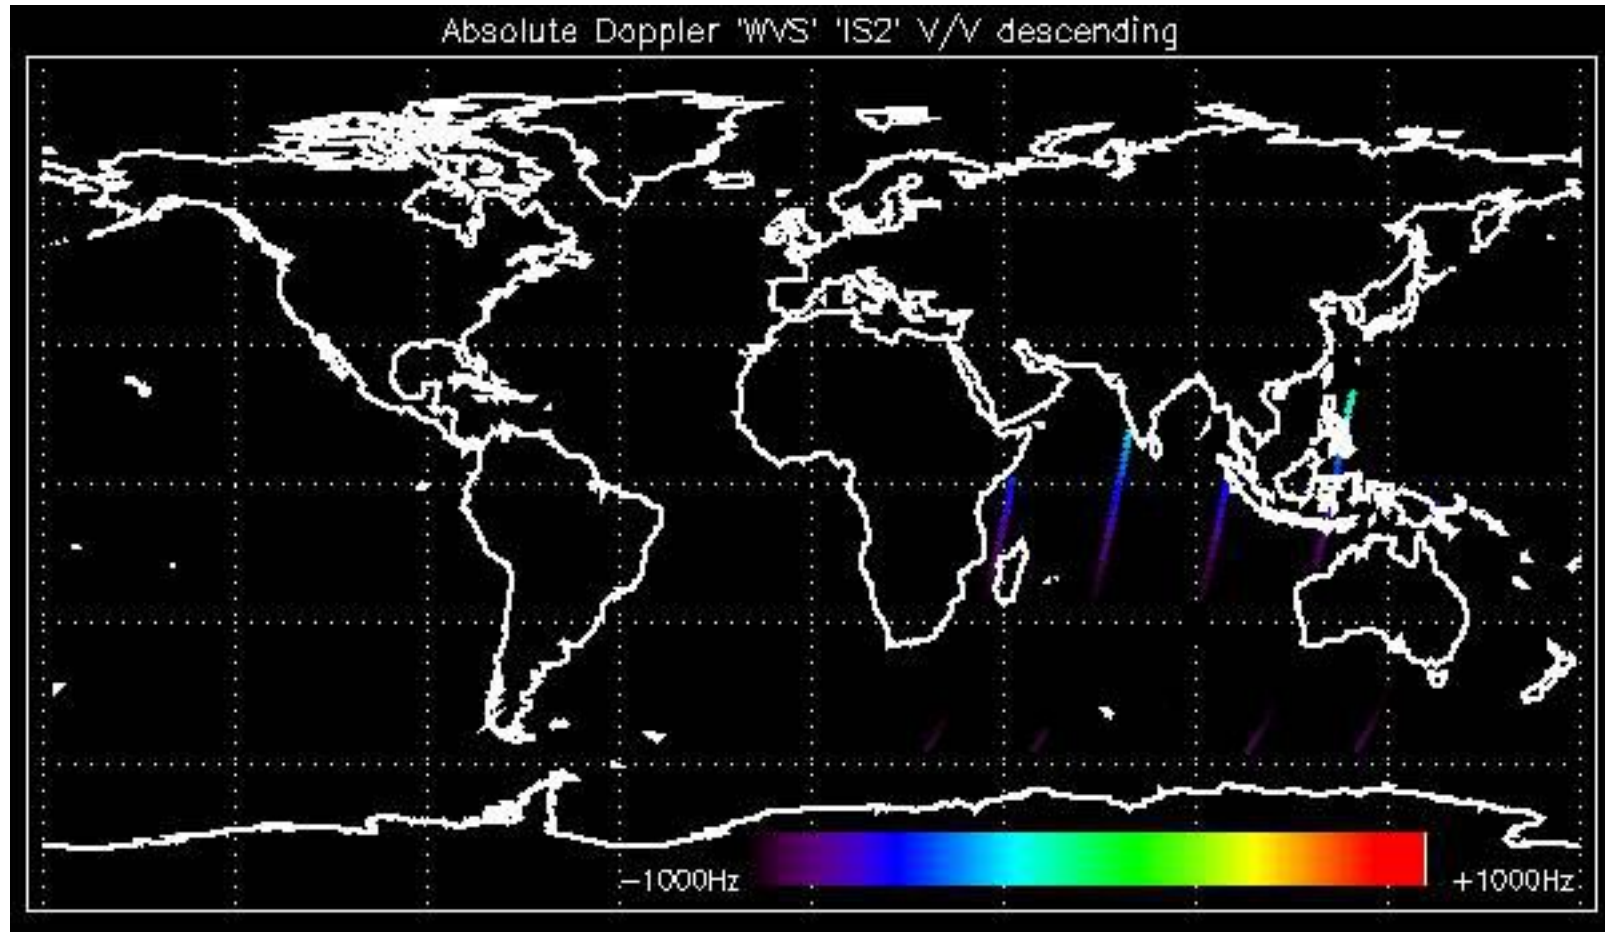 Absolute Doppler 'WVS' 'IS2' V/V descending
−1000Hz +1000Hz